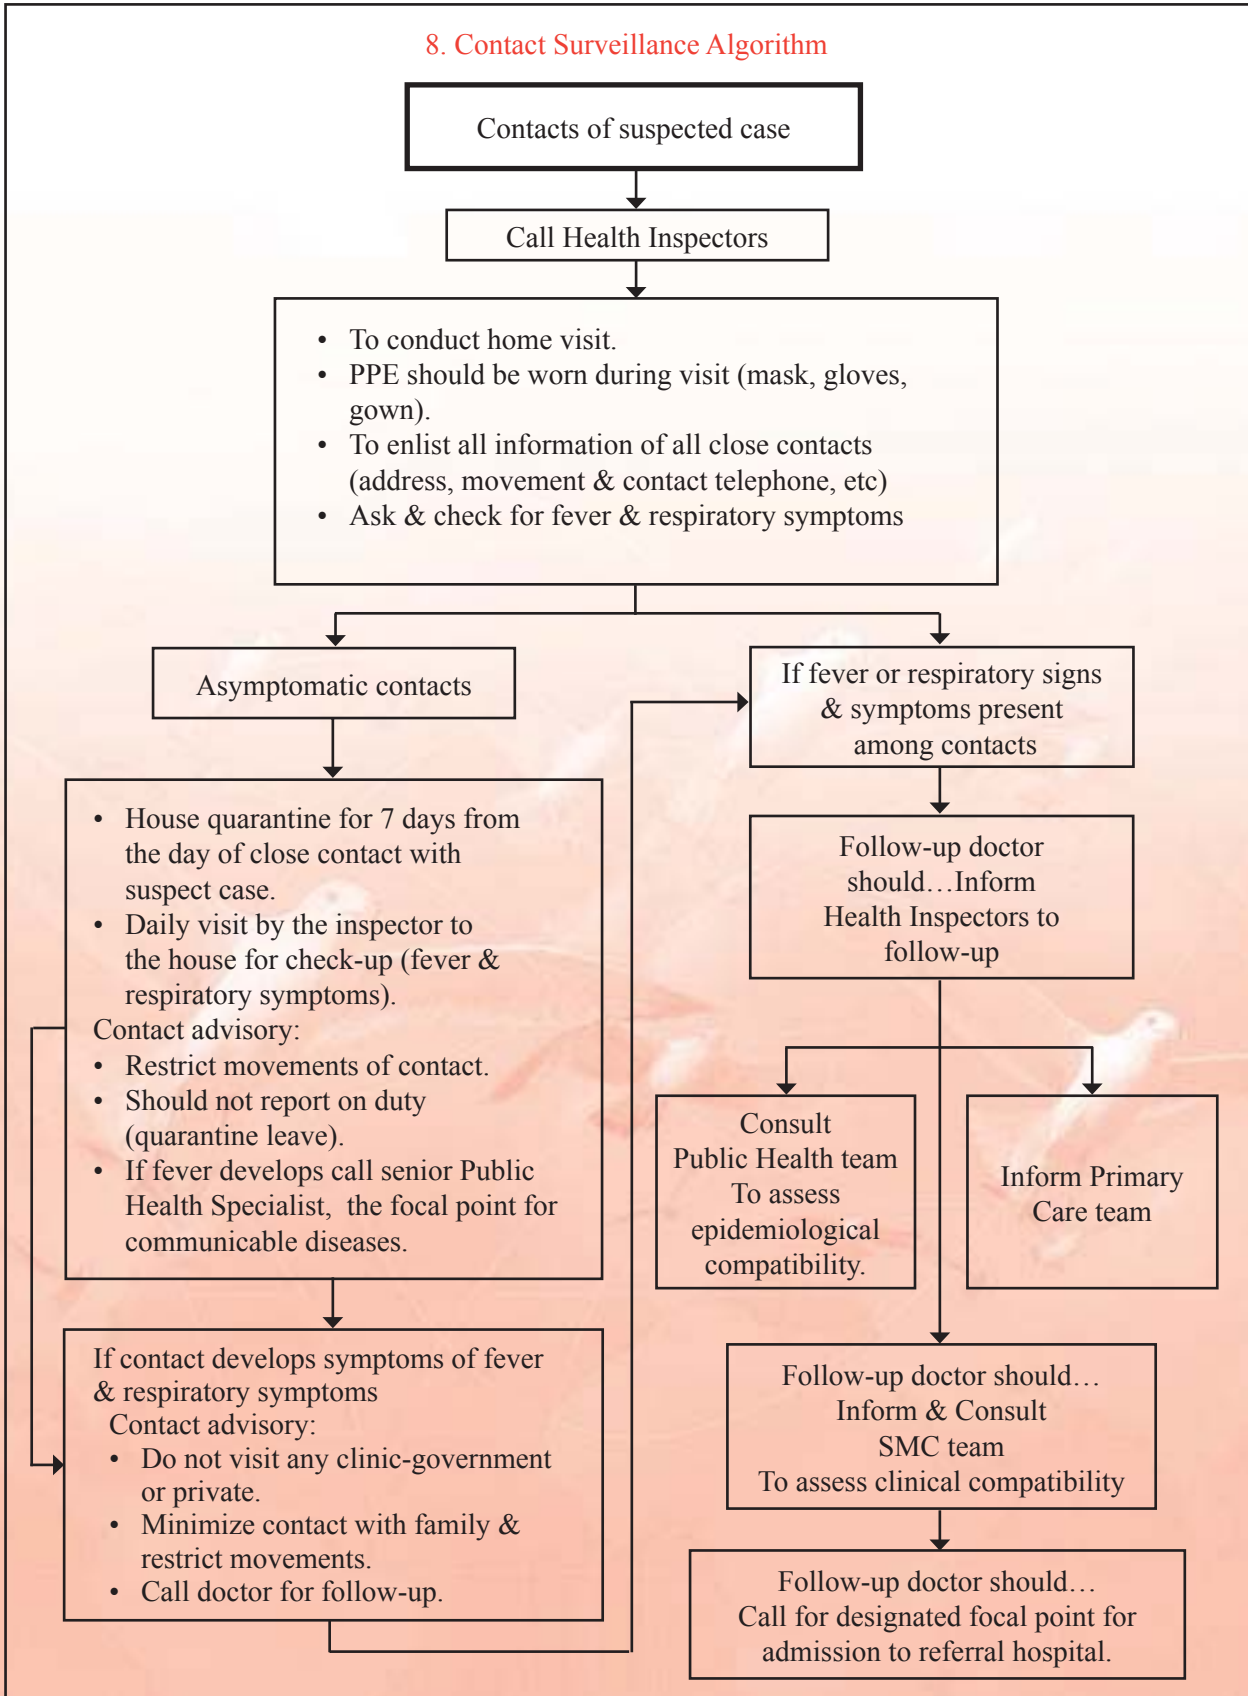 8. Contact Surveillance Algorithm
Contacts of suspected case
Call Health Inspectors
• To conduct home visit.
• PPE should be worn during visit (mask, gloves,
gown).
• To enlist all information of all close contacts
(address, movement & contact telephone, etc)
• Ask & check for fever & respiratory symptoms
Asymptomatic contacts
• House quarantine for 7 days from
the day of close contact with
suspect case.
• Daily visit by the inspector to
the house for check-up (fever &
respiratory symptoms).
Contact advisory:
• Restrict movements of contact.
• Should not report on duty
(quarantine leave).
• If fever develops call senior Public
Health Specialist, the focal point for
communicable diseases.
If contact develops symptoms of fever
& respiratory symptoms
Contact advisory:
• Do not visit any clinic-government
or private.
• Minimize contact with family &
restrict movements.
• Call doctor for follow-up.
If fever or respiratory signs
& symptoms present
among contacts
Follow-up doctor
should…Inform
Health Inspectors to
follow-up
Consult
Public Health team
To assess
epidemiological
compatibility.
Inform Primary
Care team
Follow-up doctor should…
Inform & Consult
SMC team
To assess clinical compatibility
Follow-up doctor should…
Call for designated focal point for
admission to referral hospital.